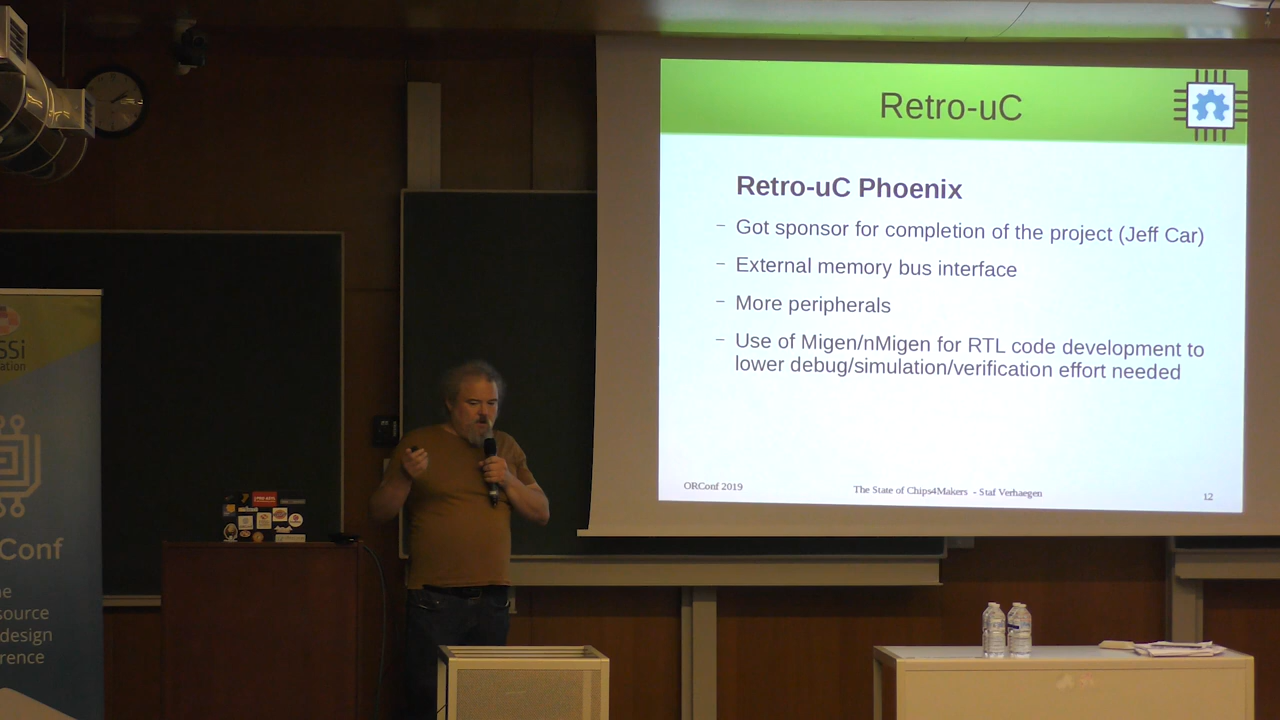 Retro-uC
Retro-uC Phoenix
– Got sponsor for completion of the project (Jeff Car)
– External memory bus interface
– More peripherals
– Use of Migen/nMigen for RTL code development to
lower debug/simulation/verification effort needed
ORConf 2019
The State of Chips4Makers - Staf Verhaegen
12
SSi
ation
Conf
e
source
design
rence